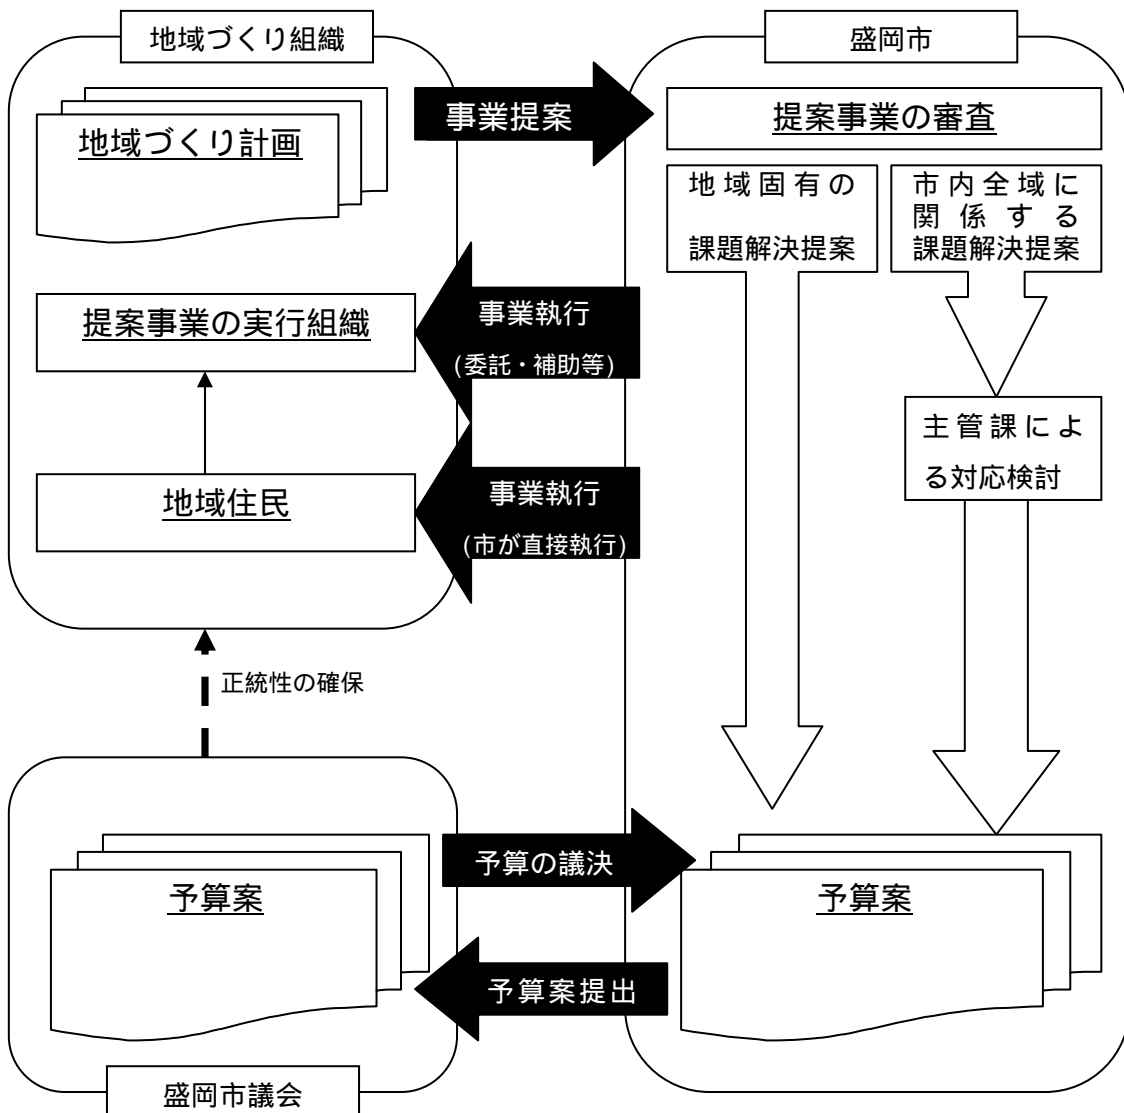 地域づくり組織
盛岡市
地域づくり計画
事業提案
提案事業の審査
地域固有の
課題解決提案
市内全域に
関係する
課題解決提案
提案事業の実行組織
事業執行
(委託・補助等)
主管課によ
る対応検討
地域住民
事業執行
(市が直接執行)
正統性の確保
予算案
予算の議決
予算案
予算案提出
盛岡市議会